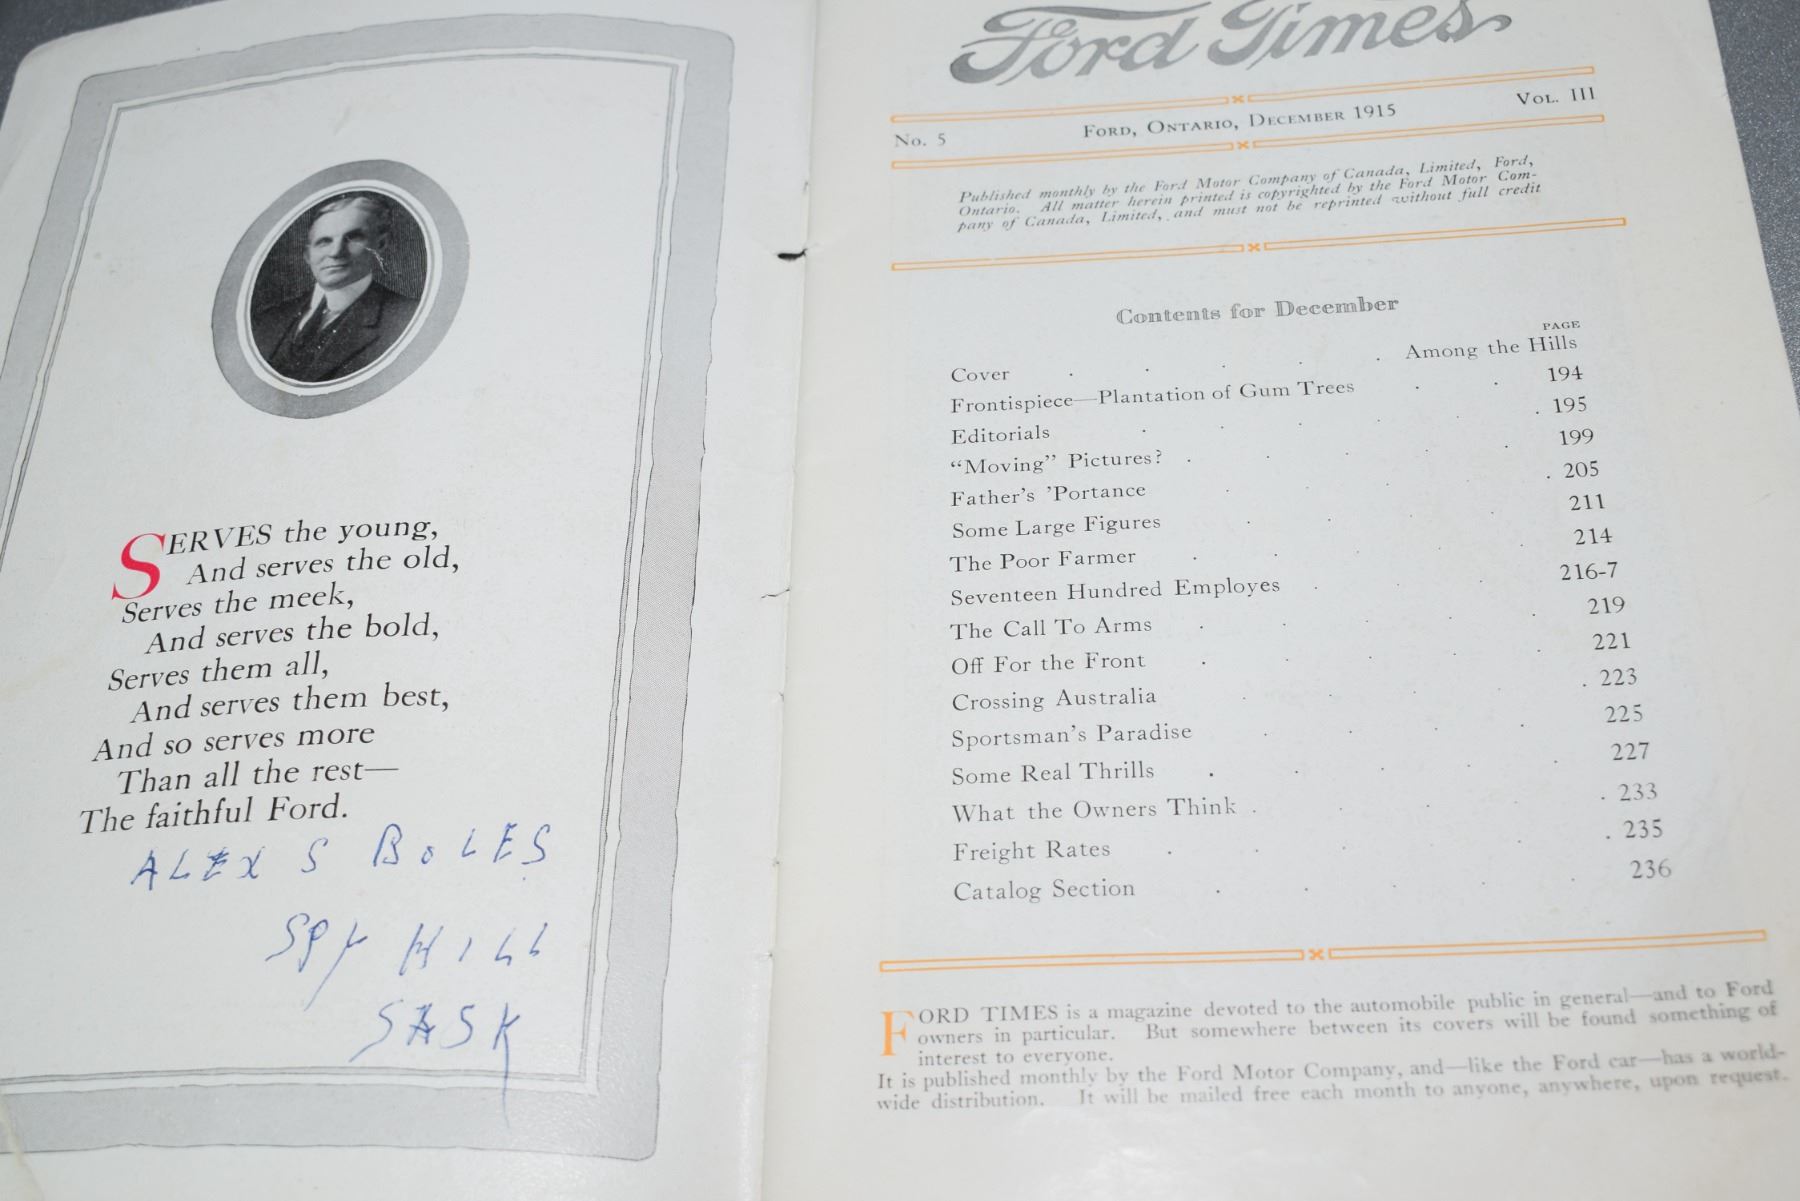 SERVES the young,
And serves the old,
Serves the meek,
And serves the bold,
Serves them all,
And serves them best,
And so serves more
Than all the rest—
The faithful Ford.
ALEX S BOLES
SPY HILL
SASK
Ford Times
No. 5 Ford, Ontario, December 1915 Vol. III
Published monthly by the Ford Motor Company of Canada, Limited, Ford,
Ontario. All matter herein printed is copyrighted by the Ford Motor Com-
pany of Canada, Limited, and must not be reprinted without full credit
Contents for December
PAGE
Cover . . . . . Among the Hills
Frontispiece—Plantation of Gum Trees . . 194
Editorials . . . . . . 195
"Moving" Pictures? . . . . . 199
Father's 'Portance . . . . . 205
Some Large Figures . . . . 211
The Poor Farmer . . . . . 214
Seventeen Hundred Employes . . . 216-7
The Call To Arms . . . . . 219
Off For the Front . . . . . 221
Crossing Australia . . . . . 223
Sportsman's Paradise . . . . 225
Some Real Thrills . . . . . 227
What the Owners Think . . . . . 233
Freight Rates . . . . . . 235
Catalog Section . . . . . 236
FORD TIMES is a magazine devoted to the automobile public in general—and to Ford
owners in particular. But somewhere between its covers will be found something of
interest to everyone.
It is published monthly by the Ford Motor Company, and—like the Ford car—has a world-
wide distribution. It will be mailed free each month to anyone, anywhere, upon request.